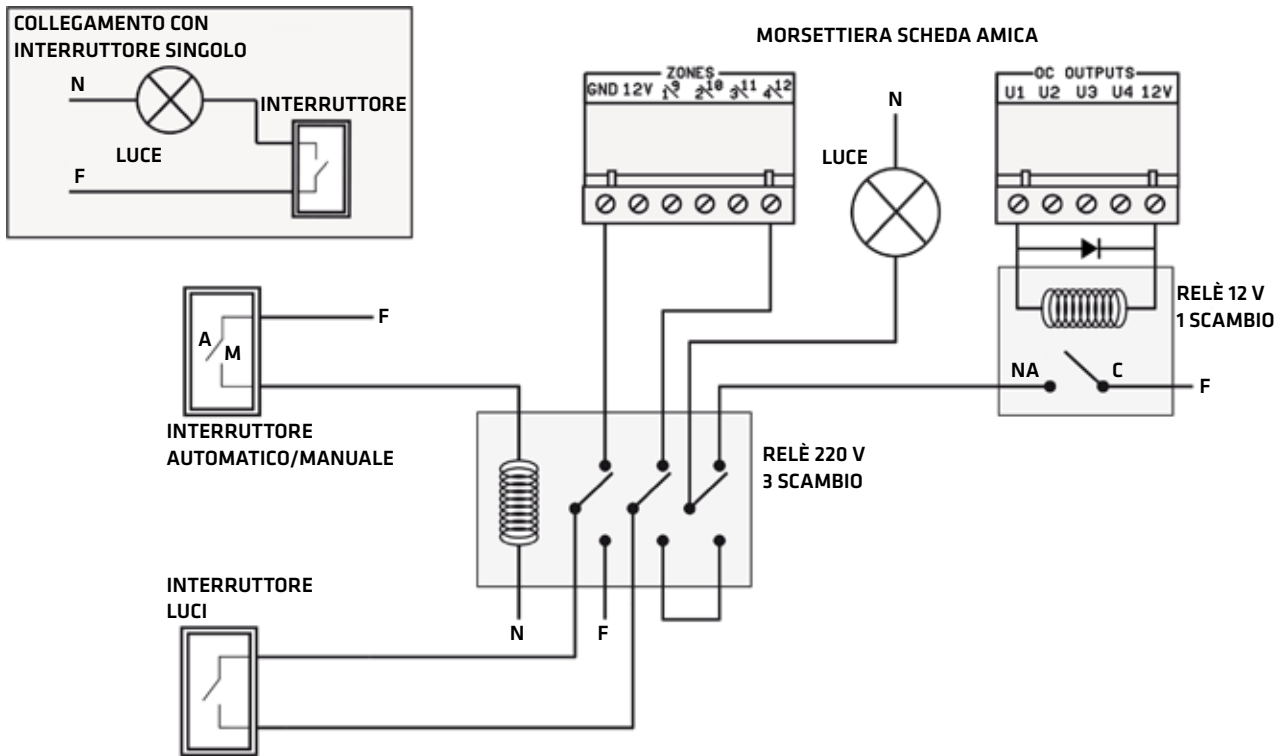 COLLEGAMENTO CON
INTERRUTTORE SINGOLO
N
INTERRUTTORE
LUCE
F
MORSETTIERA SCHEDA AMICA
ZONES
GND 12V 1 9 2 10 3 11 4 12
N
LUCE
OC OUTPUTS
U1 U2 U3 U4 12V
RELÈ 12 V
1 SCAMBIO
NA C
F
F
A M
INTERRUTTORE
AUTOMATICO/MANUALE
RELÈ 220 V
3 SCAMBIO
N F
INTERRUTTORE
LUCI